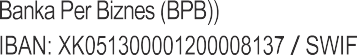 Banka Per Biznes (BPB))
IBAN: XK051300001200008137 / SWIF